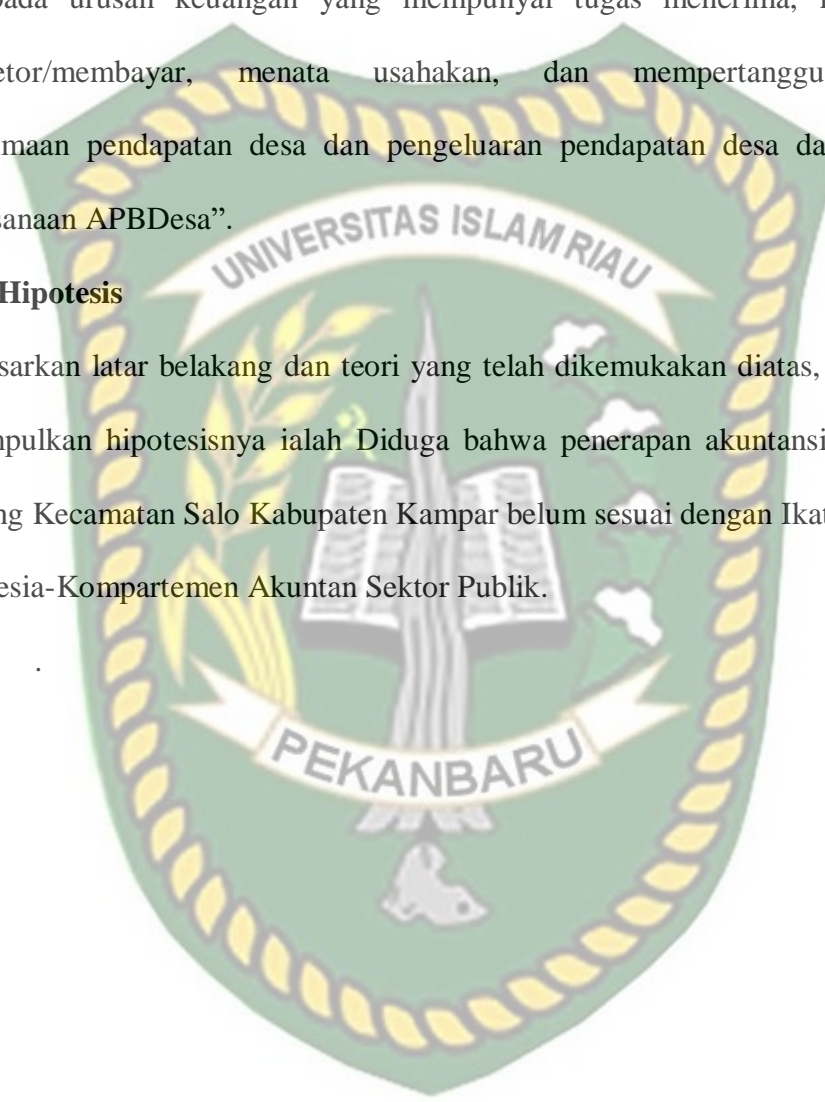 pada urusan keuangan yang mempunyai tugas menerima,
etor/membayar, menata usahakan, dan mempertanggu
maan pendapatan desa dan pengeluaran pendapatan desa da
sanaan APBDesa”.
Hipotesis
sarkan latar belakang dan teori yang telah dikemukakan diatas,
mpulkan hipotesisnya ialah Diduga bahwa penerapan akuntansi
ng Kecamatan Salo Kabupaten Kampar belum sesuai dengan Ikat
esia-Kompartemen Akuntan Sektor Publik.
.
UNIVERSITAS ISLAM RIAU
PEKANBARU